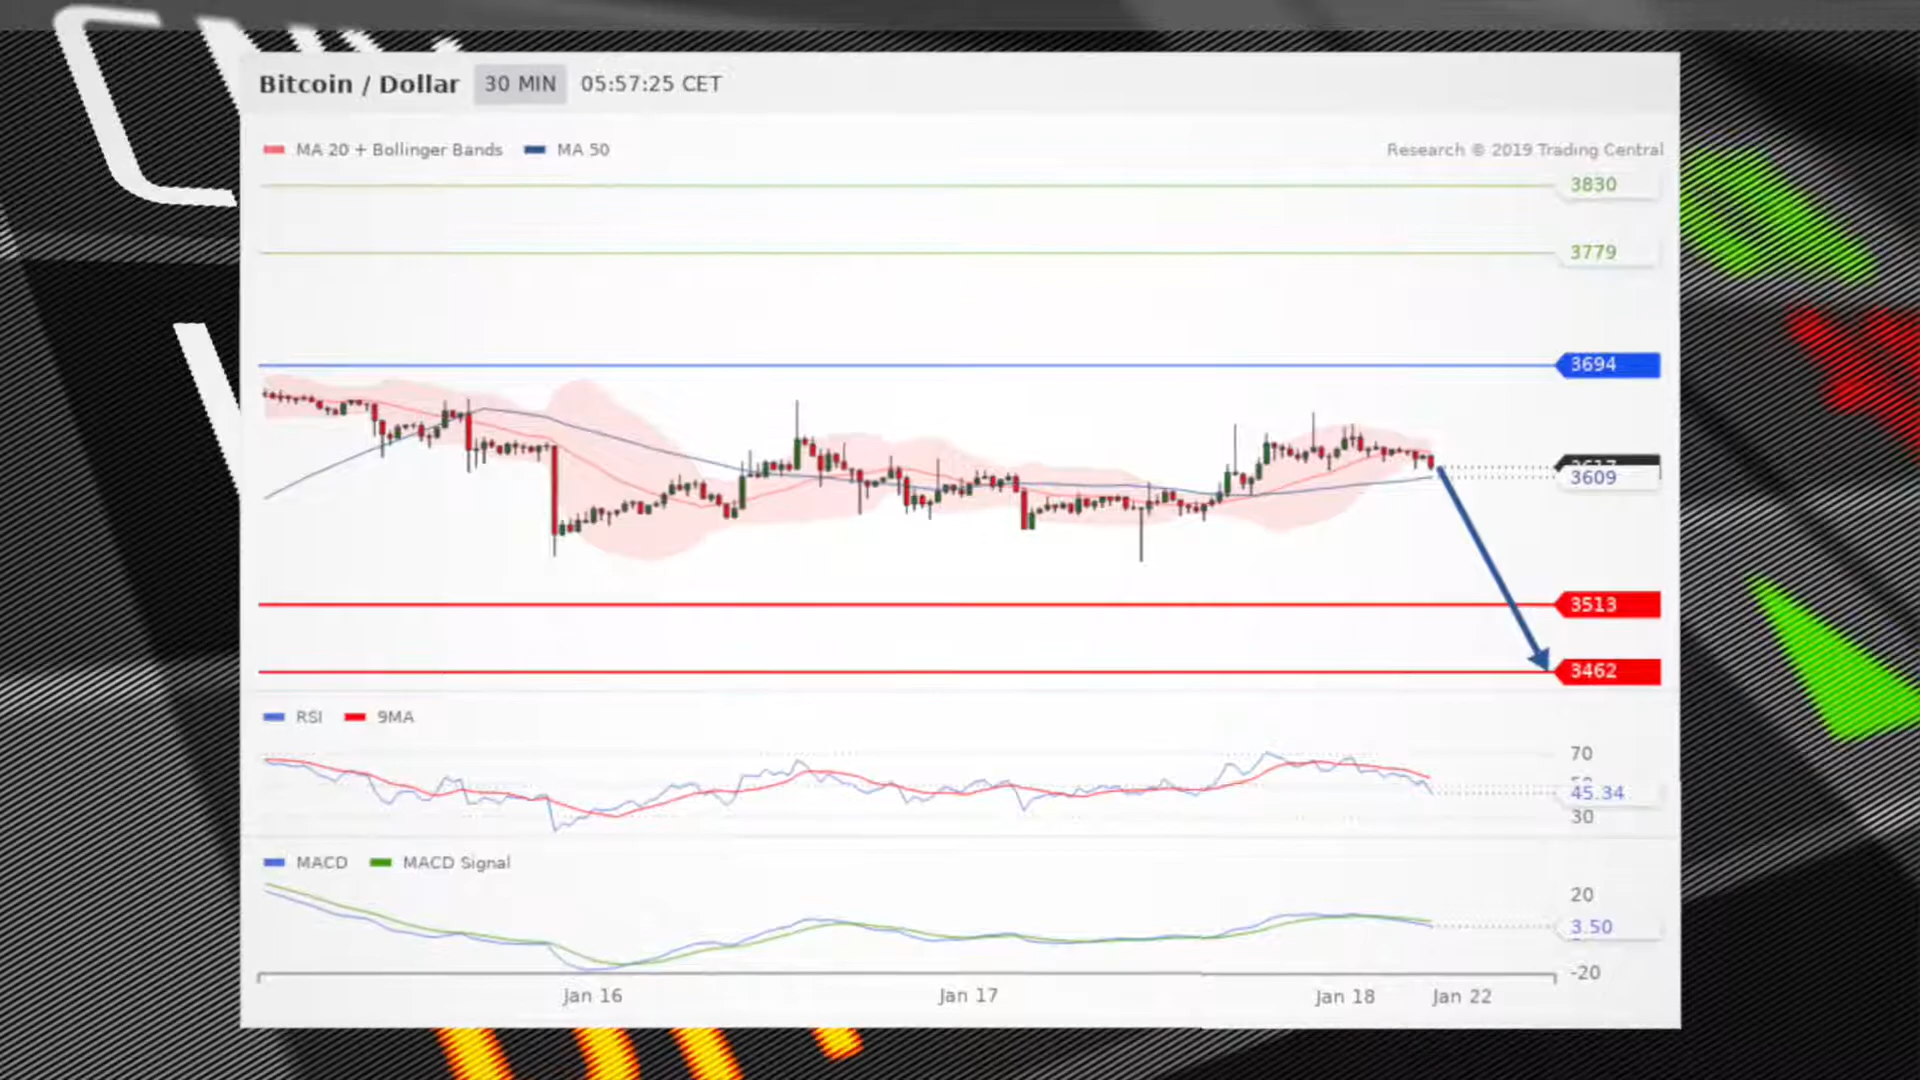 Bitcoin / Dollar 30 MIN 05:57:25 CET
MA 20 + Bollinger Bands MA 50 Research © 2019 Trading Central
3830
3779
3694
3609
3513
3462
RSI 9MA
70
45.34
30
MACD MACD Signal
20
3.50
-20
Jan 16 Jan 17 Jan 18 Jan 22